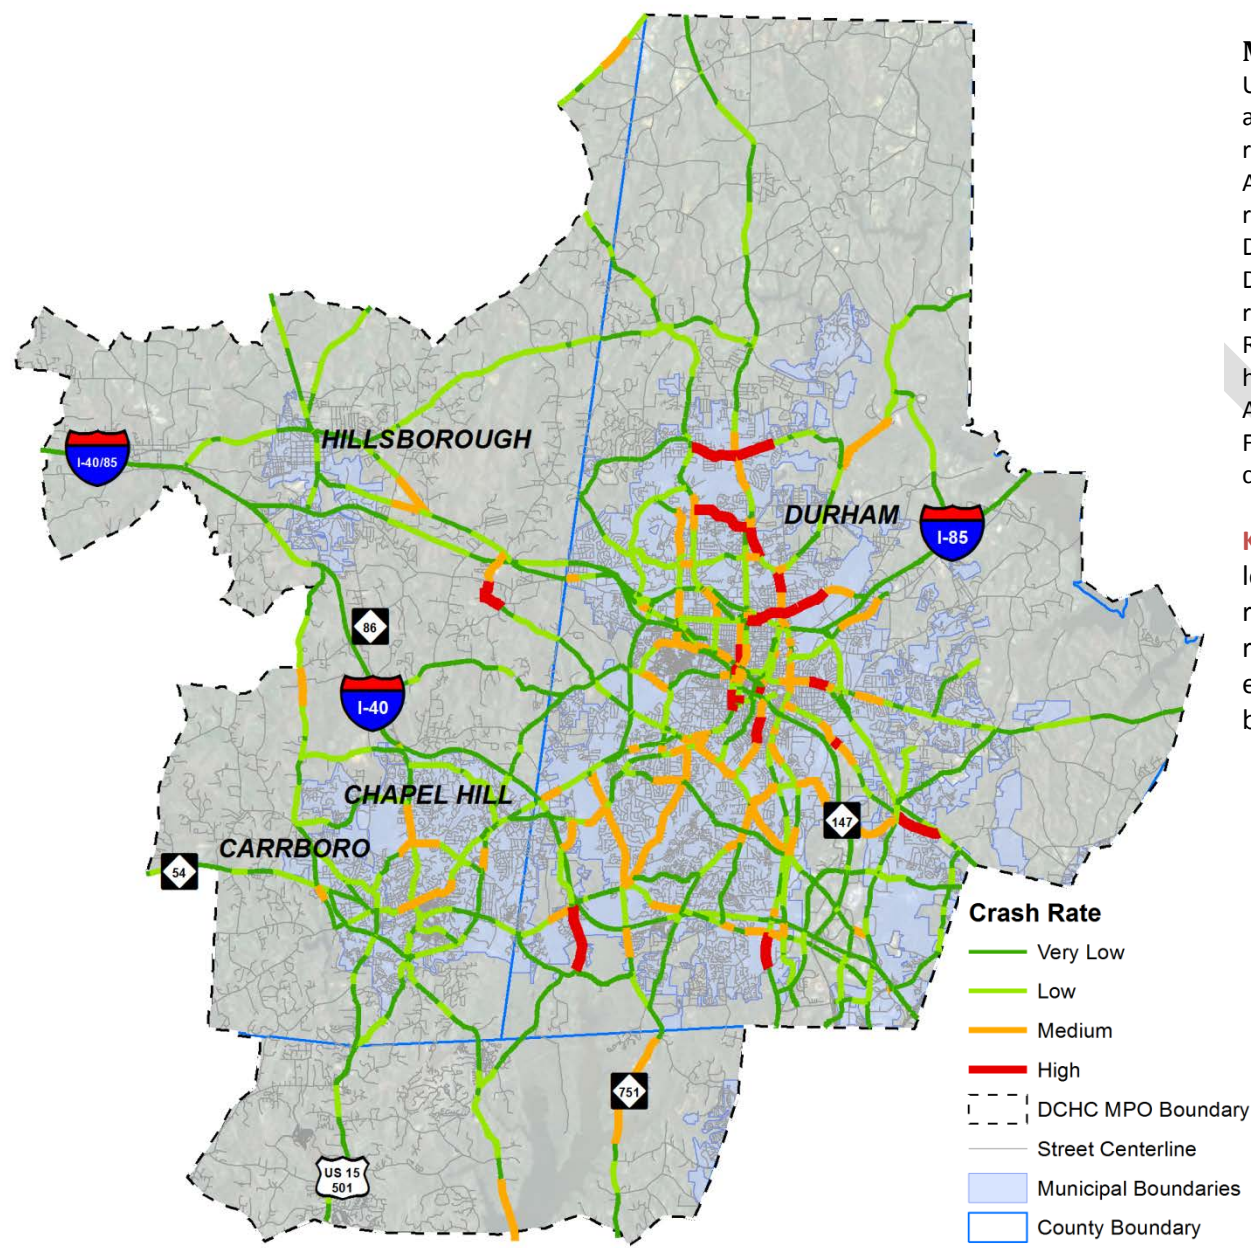 HILLSBOROUGH
I-40/85
DURHAM
I-85
86
I-40
CHAPEL HILL
CARRBORO
147
54
751
US 15
501
Crash Rate
Very Low
Low
Medium
High
DCHC MPO Boundary
Street Centerline
Municipal Boundaries
County Boundary